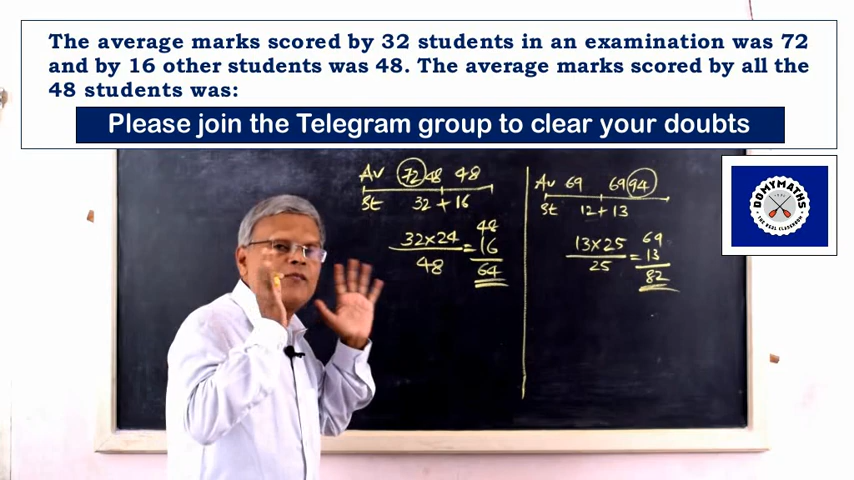 The average marks scored by 32 students in an examination was 72
and by 16 other students was 48. The average marks scored by all the
48 students was:
Please join the Telegram group to clear your doubts
DOMYMATHS
THE REAL CLASSROOM
Av 72 48 48
St 32 + 16
32 × 24
48
= 48
16
64
Av 69 69 94
St 12 + 13
13 × 25
25
= 69
13
82